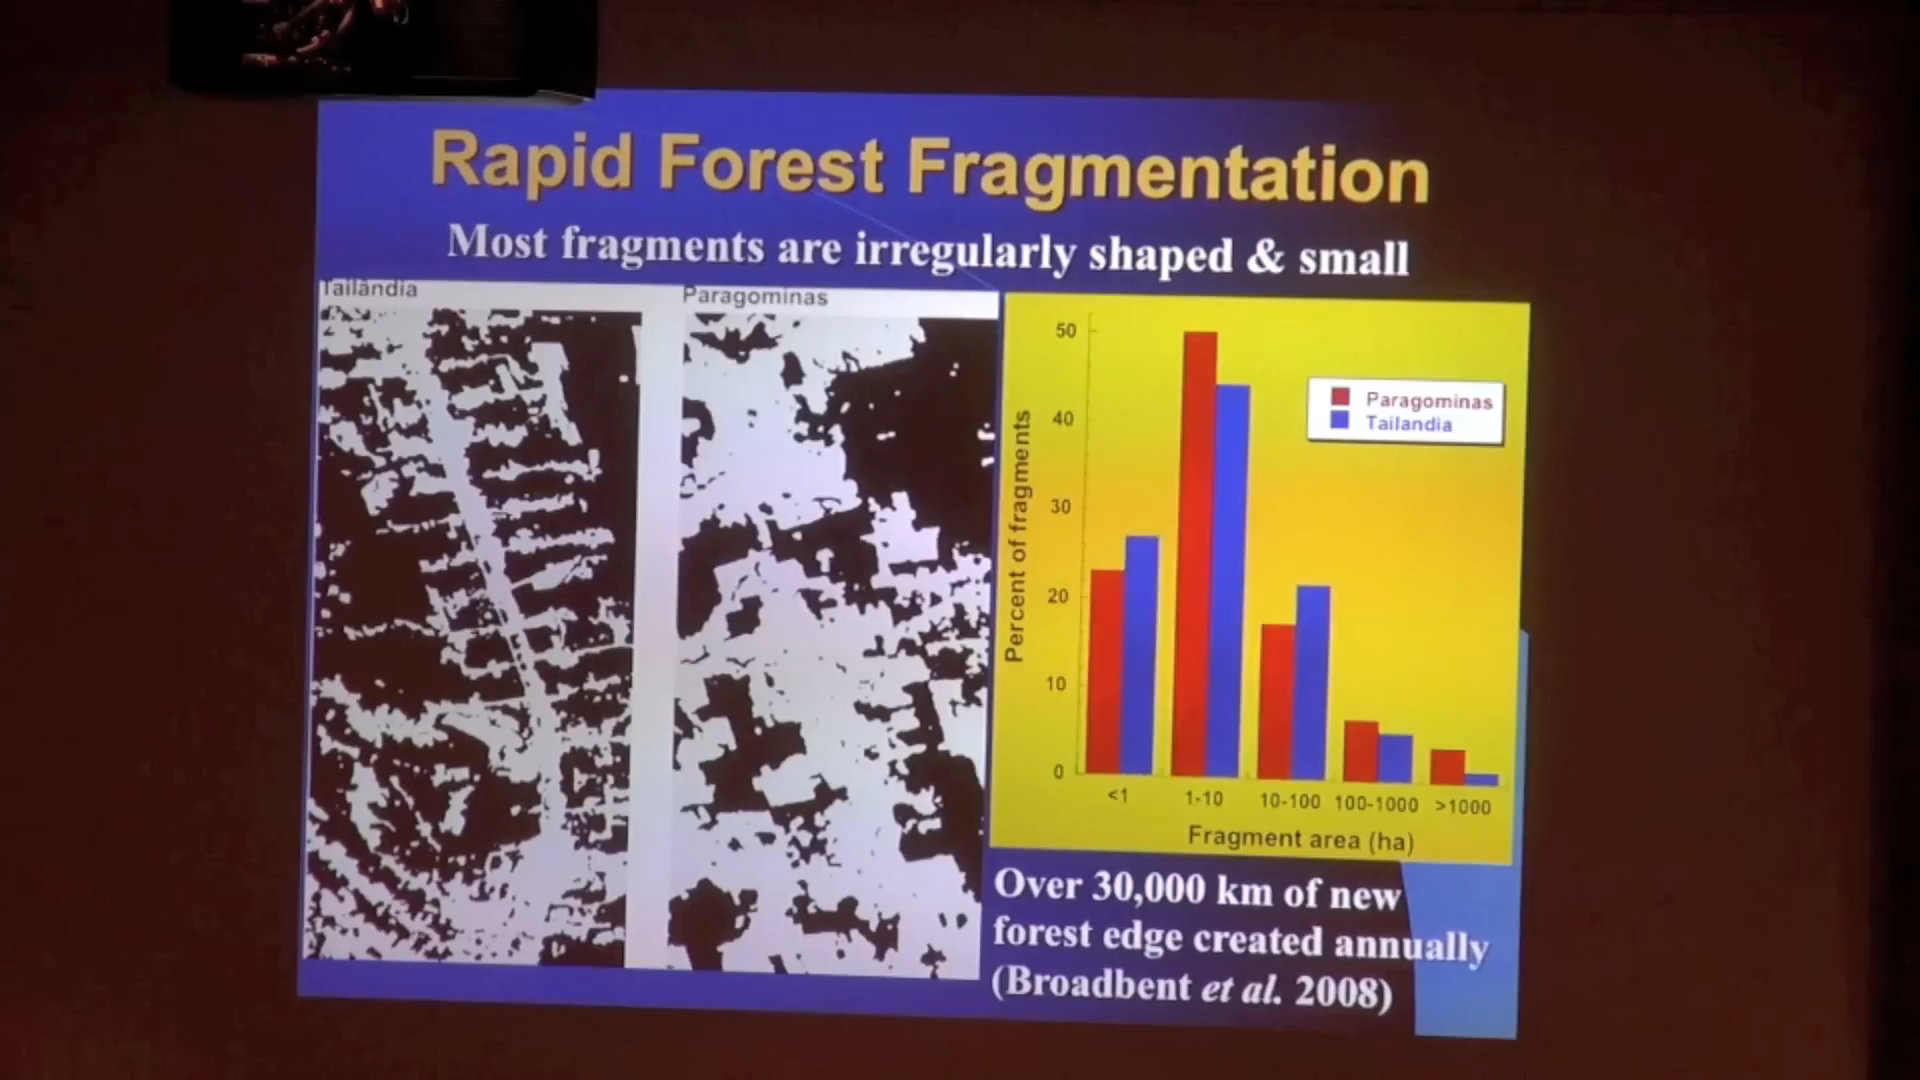 Rapid Forest Fragmentation
Most fragments are irregularly shaped & small
Tailândia
Paragominas
Percent of fragments
50
40
30
20
10
0
Paragominas
Tailandia
<1 1-10 10-100 100-1000 >1000
Fragment area (ha)
Over 30,000 km of new
forest edge created annually
(Broadbent et al. 2008)